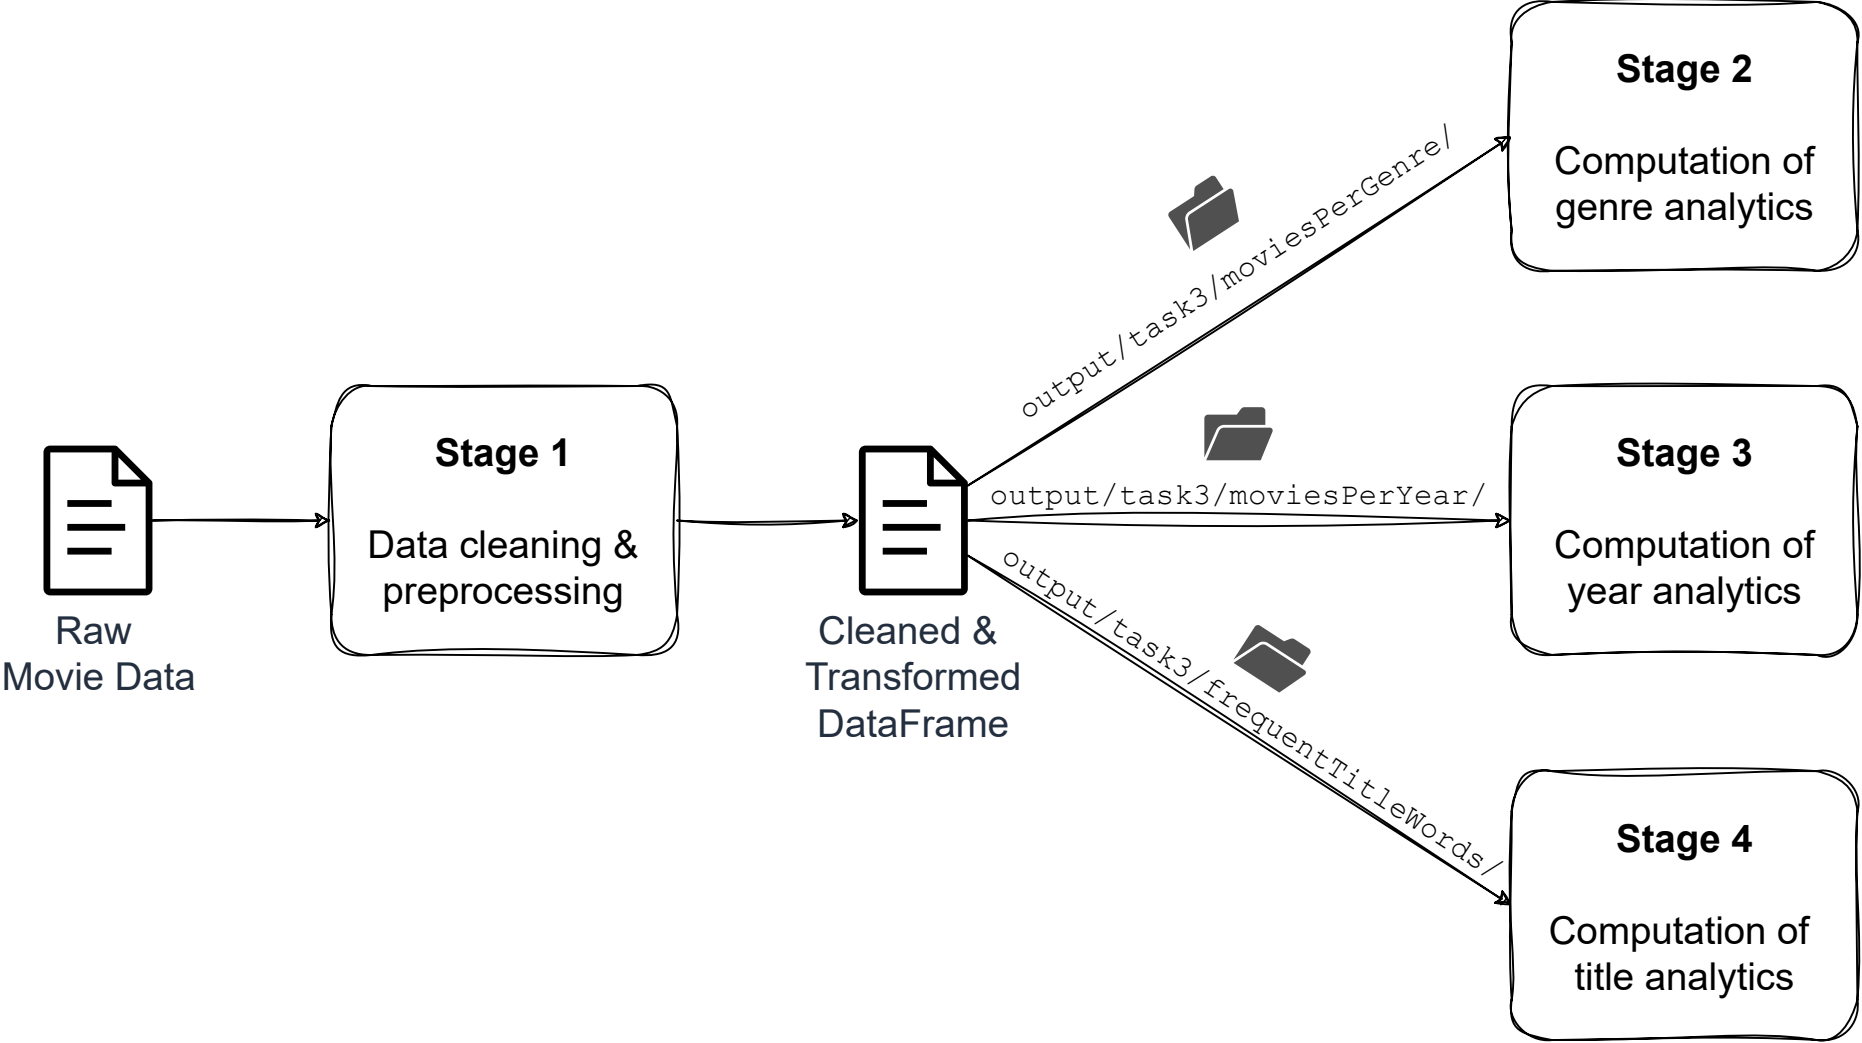 Raw
Movie Data
Stage 1
Data cleaning &
preprocessing
Cleaned &
Transformed
DataFrame
output/task3/moviesPerGenre/
output/task3/moviesPerYear/
output/task3/frequentTitleWords/
Stage 2
Computation of
genre analytics
Stage 3
Computation of
year analytics
Stage 4
Computation of
title analytics